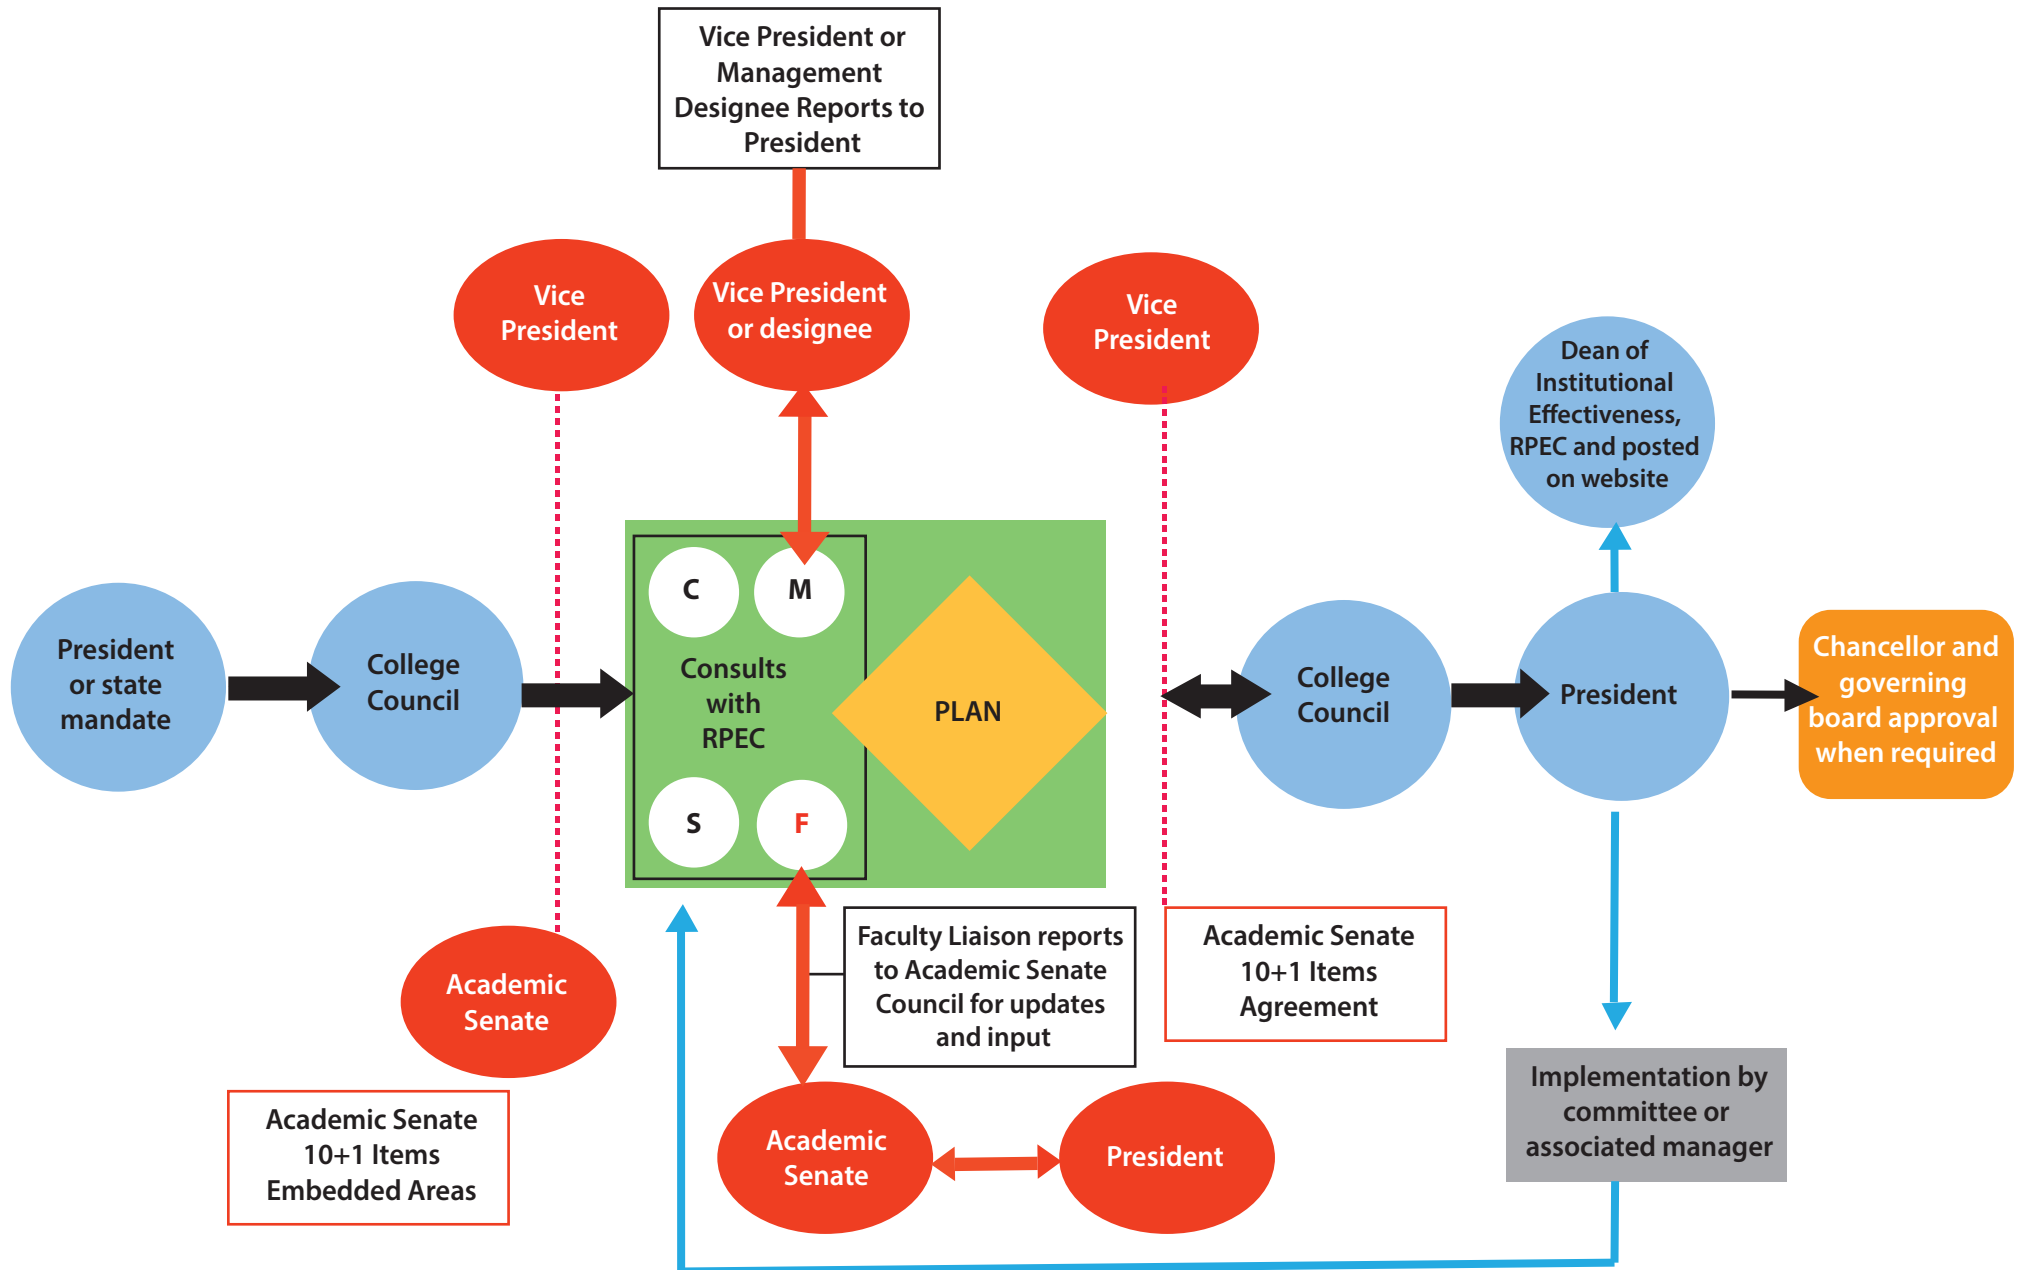 Vice President or
Management
Designee Reports to
President
Vice
President
Vice President
or designee
Vice
President
Dean of
Institutional
Effectiveness,
RPEC and posted
on website
President
or state
mandate
College
Council
C
M
Consults
with
RPEC
S
F
PLAN
College
Council
President
Chancellor and
governing
board approval
when required
Academic
Senate
Faculty Liaison reports
to Academic Senate
Council for updates
and input
Academic Senate
10+1 Items
Agreement
Academic Senate
10+1 Items
Embedded Areas
Academic
Senate
President
Implementation by
committee or
associated manager